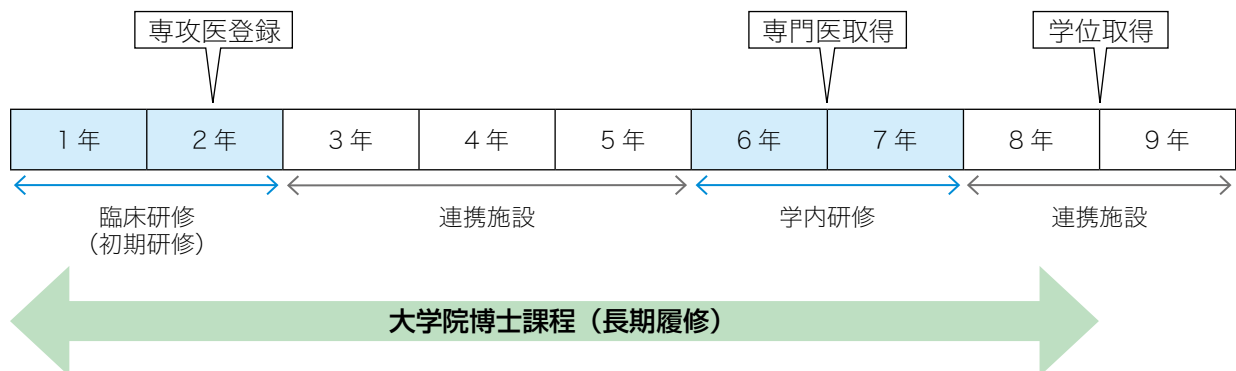 専攻医登録
専門医取得
学位取得
1年
2年
3年
4年
5年
6年
7年
8年
9年
臨床研修
（初期研修）
連携施設
学内研修
連携施設
大学院博士課程（長期履修）